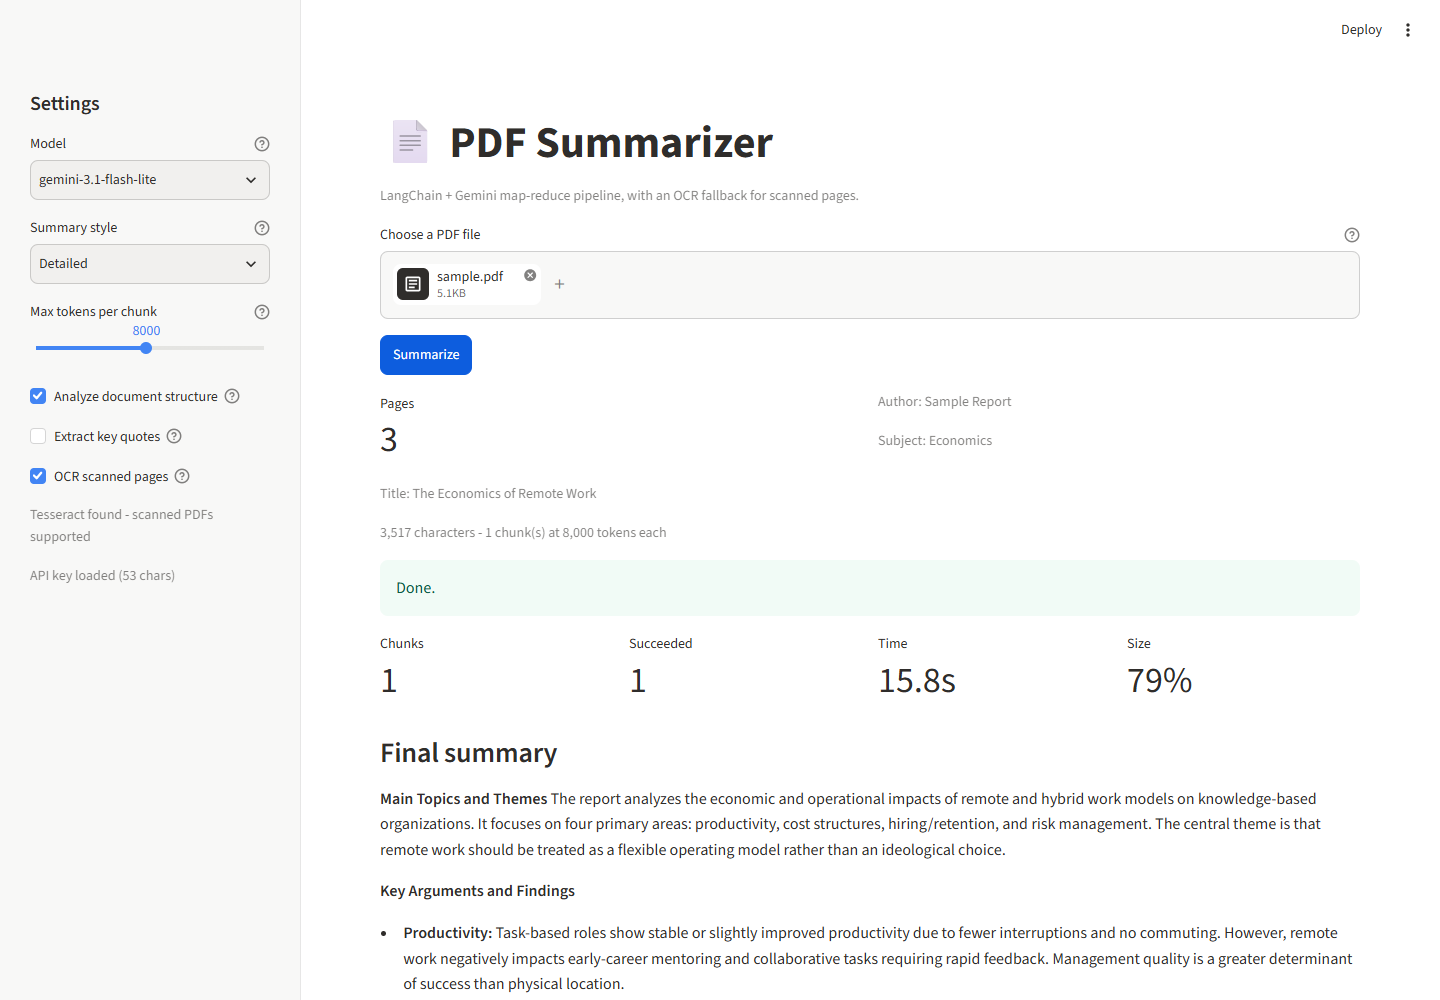 Deploy
Settings
Model
gemini-3.1-flash-lite
Summary style
Detailed
Max tokens per chunk
8000
Analyze document structure
Extract key quotes
OCR scanned pages
Tesseract found - scanned PDFs
supported
API key loaded (53 chars)
PDF Summarizer
LangChain + Gemini map-reduce pipeline, with an OCR fallback for scanned pages.
Choose a PDF file
sample.pdf
5.1KB
Summarize
Pages
3
Author: Sample Report
Subject: Economics
Title: The Economics of Remote Work
3,517 characters - 1 chunk(s) at 8,000 tokens each
Done.
Chunks
1
Succeeded
1
Time
15.8s
Size
79%
Final summary
Main Topics and Themes The report analyzes the economic and operational impacts of remote and hybrid work models on knowledge-based
organizations. It focuses on four primary areas: productivity, cost structures, hiring/retention, and risk management. The central theme is that
remote work should be treated as a flexible operating model rather than an ideological choice.
Key Arguments and Findings
• Productivity: Task-based roles show stable or slightly improved productivity due to fewer interruptions and no commuting. However, remote
work negatively impacts early-career mentoring and collaborative tasks requiring rapid feedback. Management quality is a greater determinant
of success than physical location.